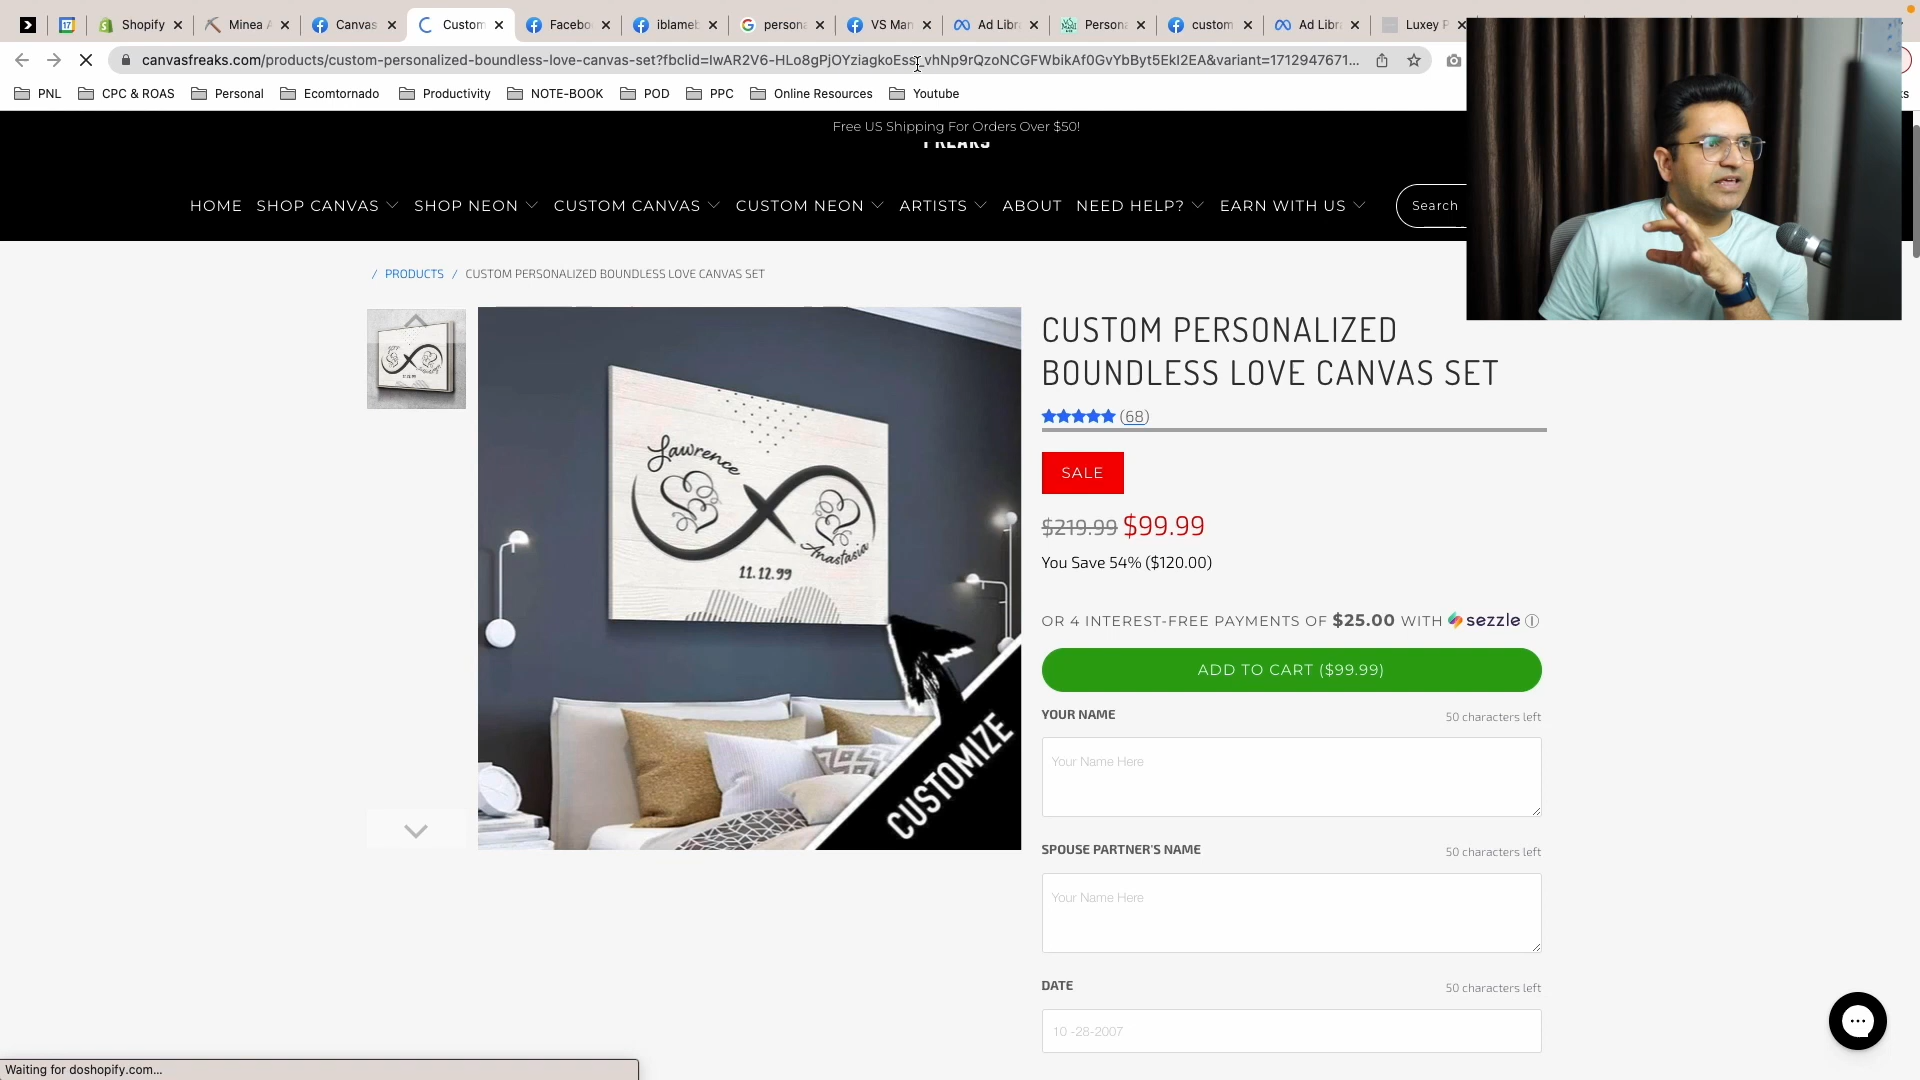 Shopify
Minea A
Canvas
Custom
Facebo
iblameb
persona
VS Man
Ad Libr
Persona
custom
Ad Libr
Luxey P
canvasfreaks.com/products/custom-personalized-boundless-love-canvas-set?fbclid=
PNL
CPC & ROAS
Personal
Ecomtornado
Productivity
NOTE-BOOK
POD
PPC
Online Resources
Youtube
Free US Shipping For Orders Over $50!
FREAKS
HOME
SHOP CANVAS
SHOP NEON
CUSTOM CANVAS
CUSTOM NEON
ARTISTS
ABOUT
NEED HELP?
EARN WITH US
Search
/ PRODUCTS / CUSTOM PERSONALIZED BOUNDLESS LOVE CANVAS SET
CUSTOM PERSONALIZED
BOUNDLESS LOVE CANVAS SET
(68)
SALE
$219.99 $99.99
You Save 54% ($120.00)
OR 4 INTEREST-FREE PAYMENTS OF $25.00 WITH sezzle
ADD TO CART ($99.99)
YOUR NAME
50 characters left
Your Name Here
SPOUSE PARTNER'S NAME
50 characters left
Your Name Here
DATE
50 characters left
10 -28-2007
Lawrence
Anastasia
11.12.99
CUSTOMIZE
Waiting for doshopify.com...